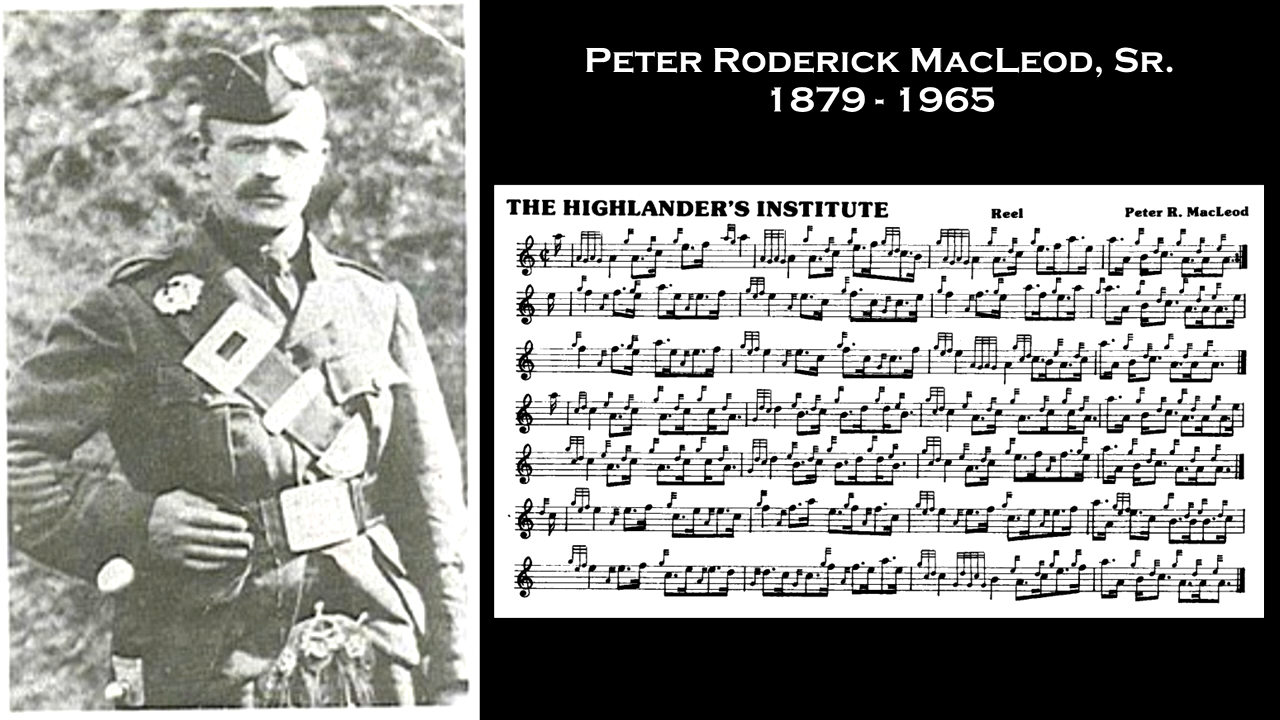 Peter Roderick MacLeod, Sr.
1879 - 1965
THE HIGHLANDER'S INSTITUTE
Reel
Peter R. MacLeod